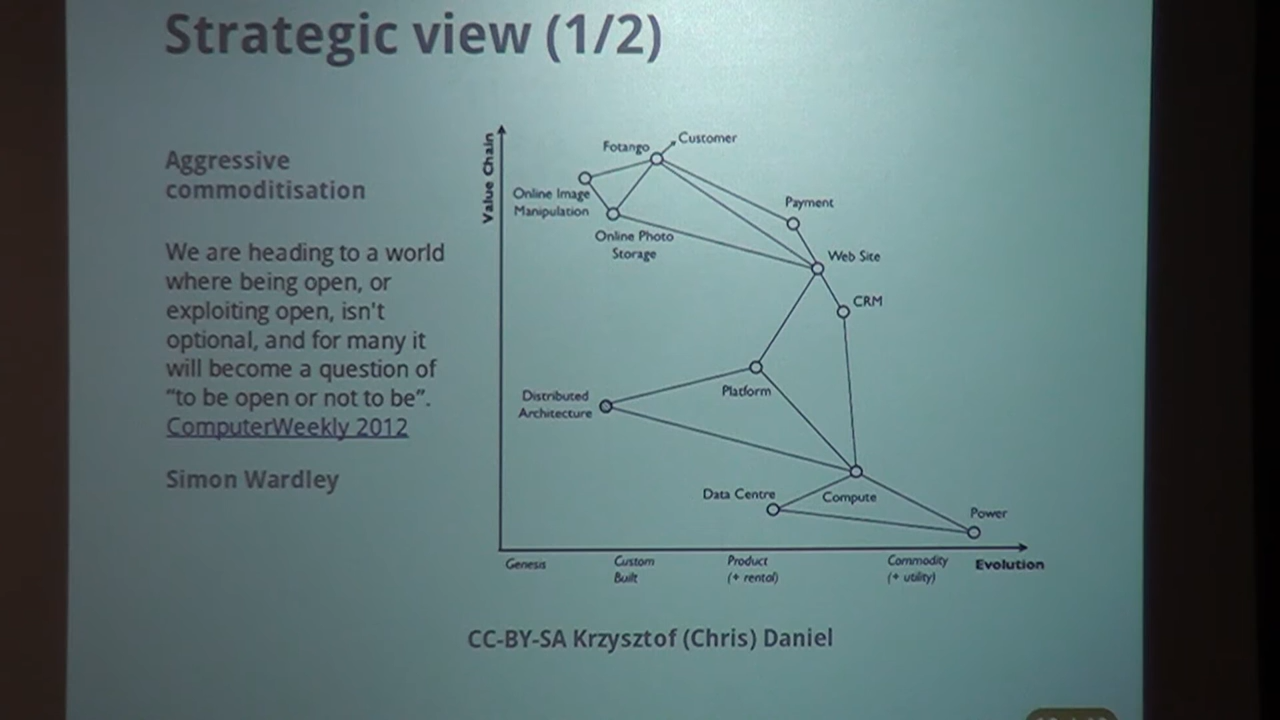 Strategic view (1/2)
Aggressive
commoditisation
We are heading to a world
where being open, or
exploiting open, isn't
optional, and for many it
will become a question of
“to be open or not to be”.
ComputerWeekly 2012
Simon Wardley
Value Chain
Customer
Fotango
Online Image
Manipulation
Online Photo
Storage
Payment
Web Site
CRM
Platform
Distributed
Architecture
Data Centre
Compute
Power
Genesis
Custom
Built
Product
(+ rental)
Commodity
(+ utility)
Evolution
CC-BY-SA Krzysztof (Chris) Daniel